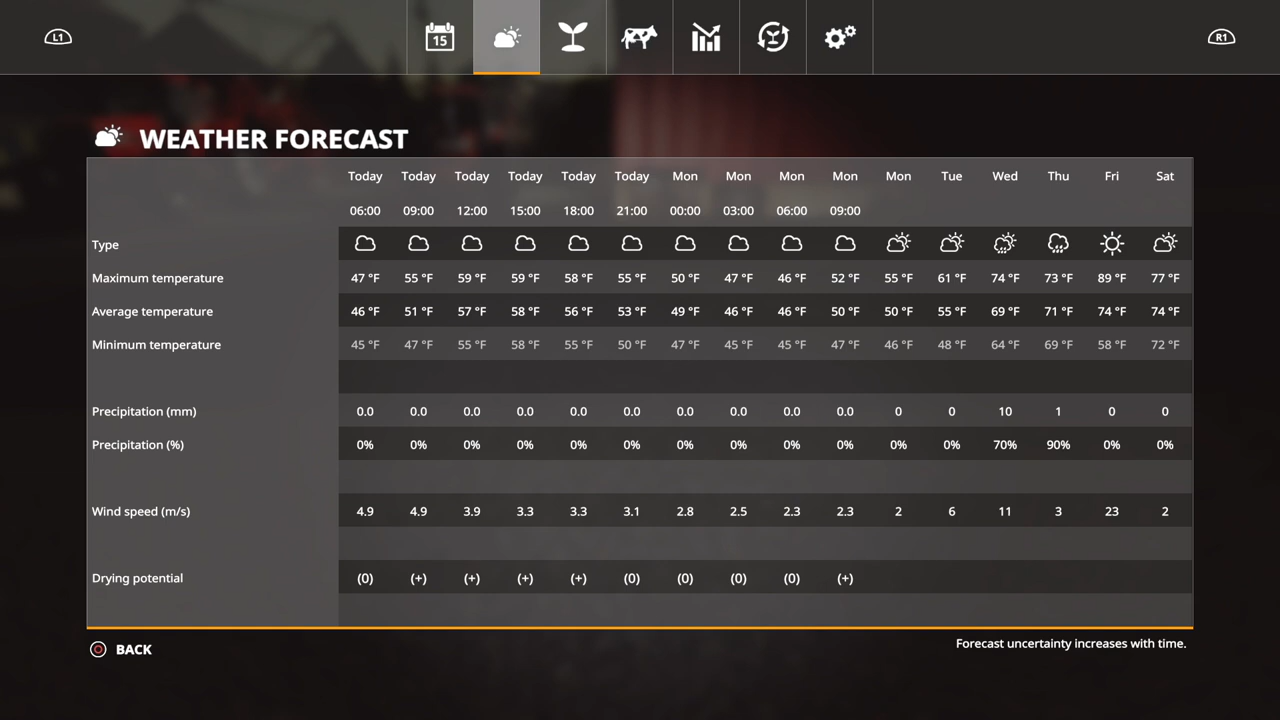 L1
15
R1
WEATHER FORECAST
Today Today Today Today Today Today Mon Mon Mon Mon Mon Tue Wed Thu Fri Sat
06:00 09:00 12:00 15:00 18:00 21:00 00:00 03:00 06:00 09:00
Type
Maximum temperature 47 °F 55 °F 59 °F 59 °F 58 °F 55 °F 50 °F 47 °F 46 °F 52 °F 55 °F 61 °F 74 °F 73 °F 89 °F 77 °F
Average temperature 46 °F 51 °F 57 °F 58 °F 56 °F 53 °F 49 °F 46 °F 46 °F 50 °F 50 °F 55 °F 69 °F 71 °F 74 °F 74 °F
Minimum temperature 45 °F 47 °F 55 °F 58 °F 55 °F 50 °F 47 °F 45 °F 45 °F 47 °F 46 °F 48 °F 64 °F 69 °F 58 °F 72 °F
Precipitation (mm) 0.0 0.0 0.0 0.0 0.0 0.0 0.0 0.0 0.0 0.0 0 0 10 1 0 0
Precipitation (%) 0% 0% 0% 0% 0% 0% 0% 0% 0% 0% 0% 0% 70% 90% 0% 0%
Wind speed (m/s) 4.9 4.9 3.9 3.3 3.3 3.1 2.8 2.5 2.3 2.3 2 6 11 3 23 2
Drying potential (0) (+) (+) (+) (+) (0) (0) (0) (0) (+)
BACK
Forecast uncertainty increases with time.